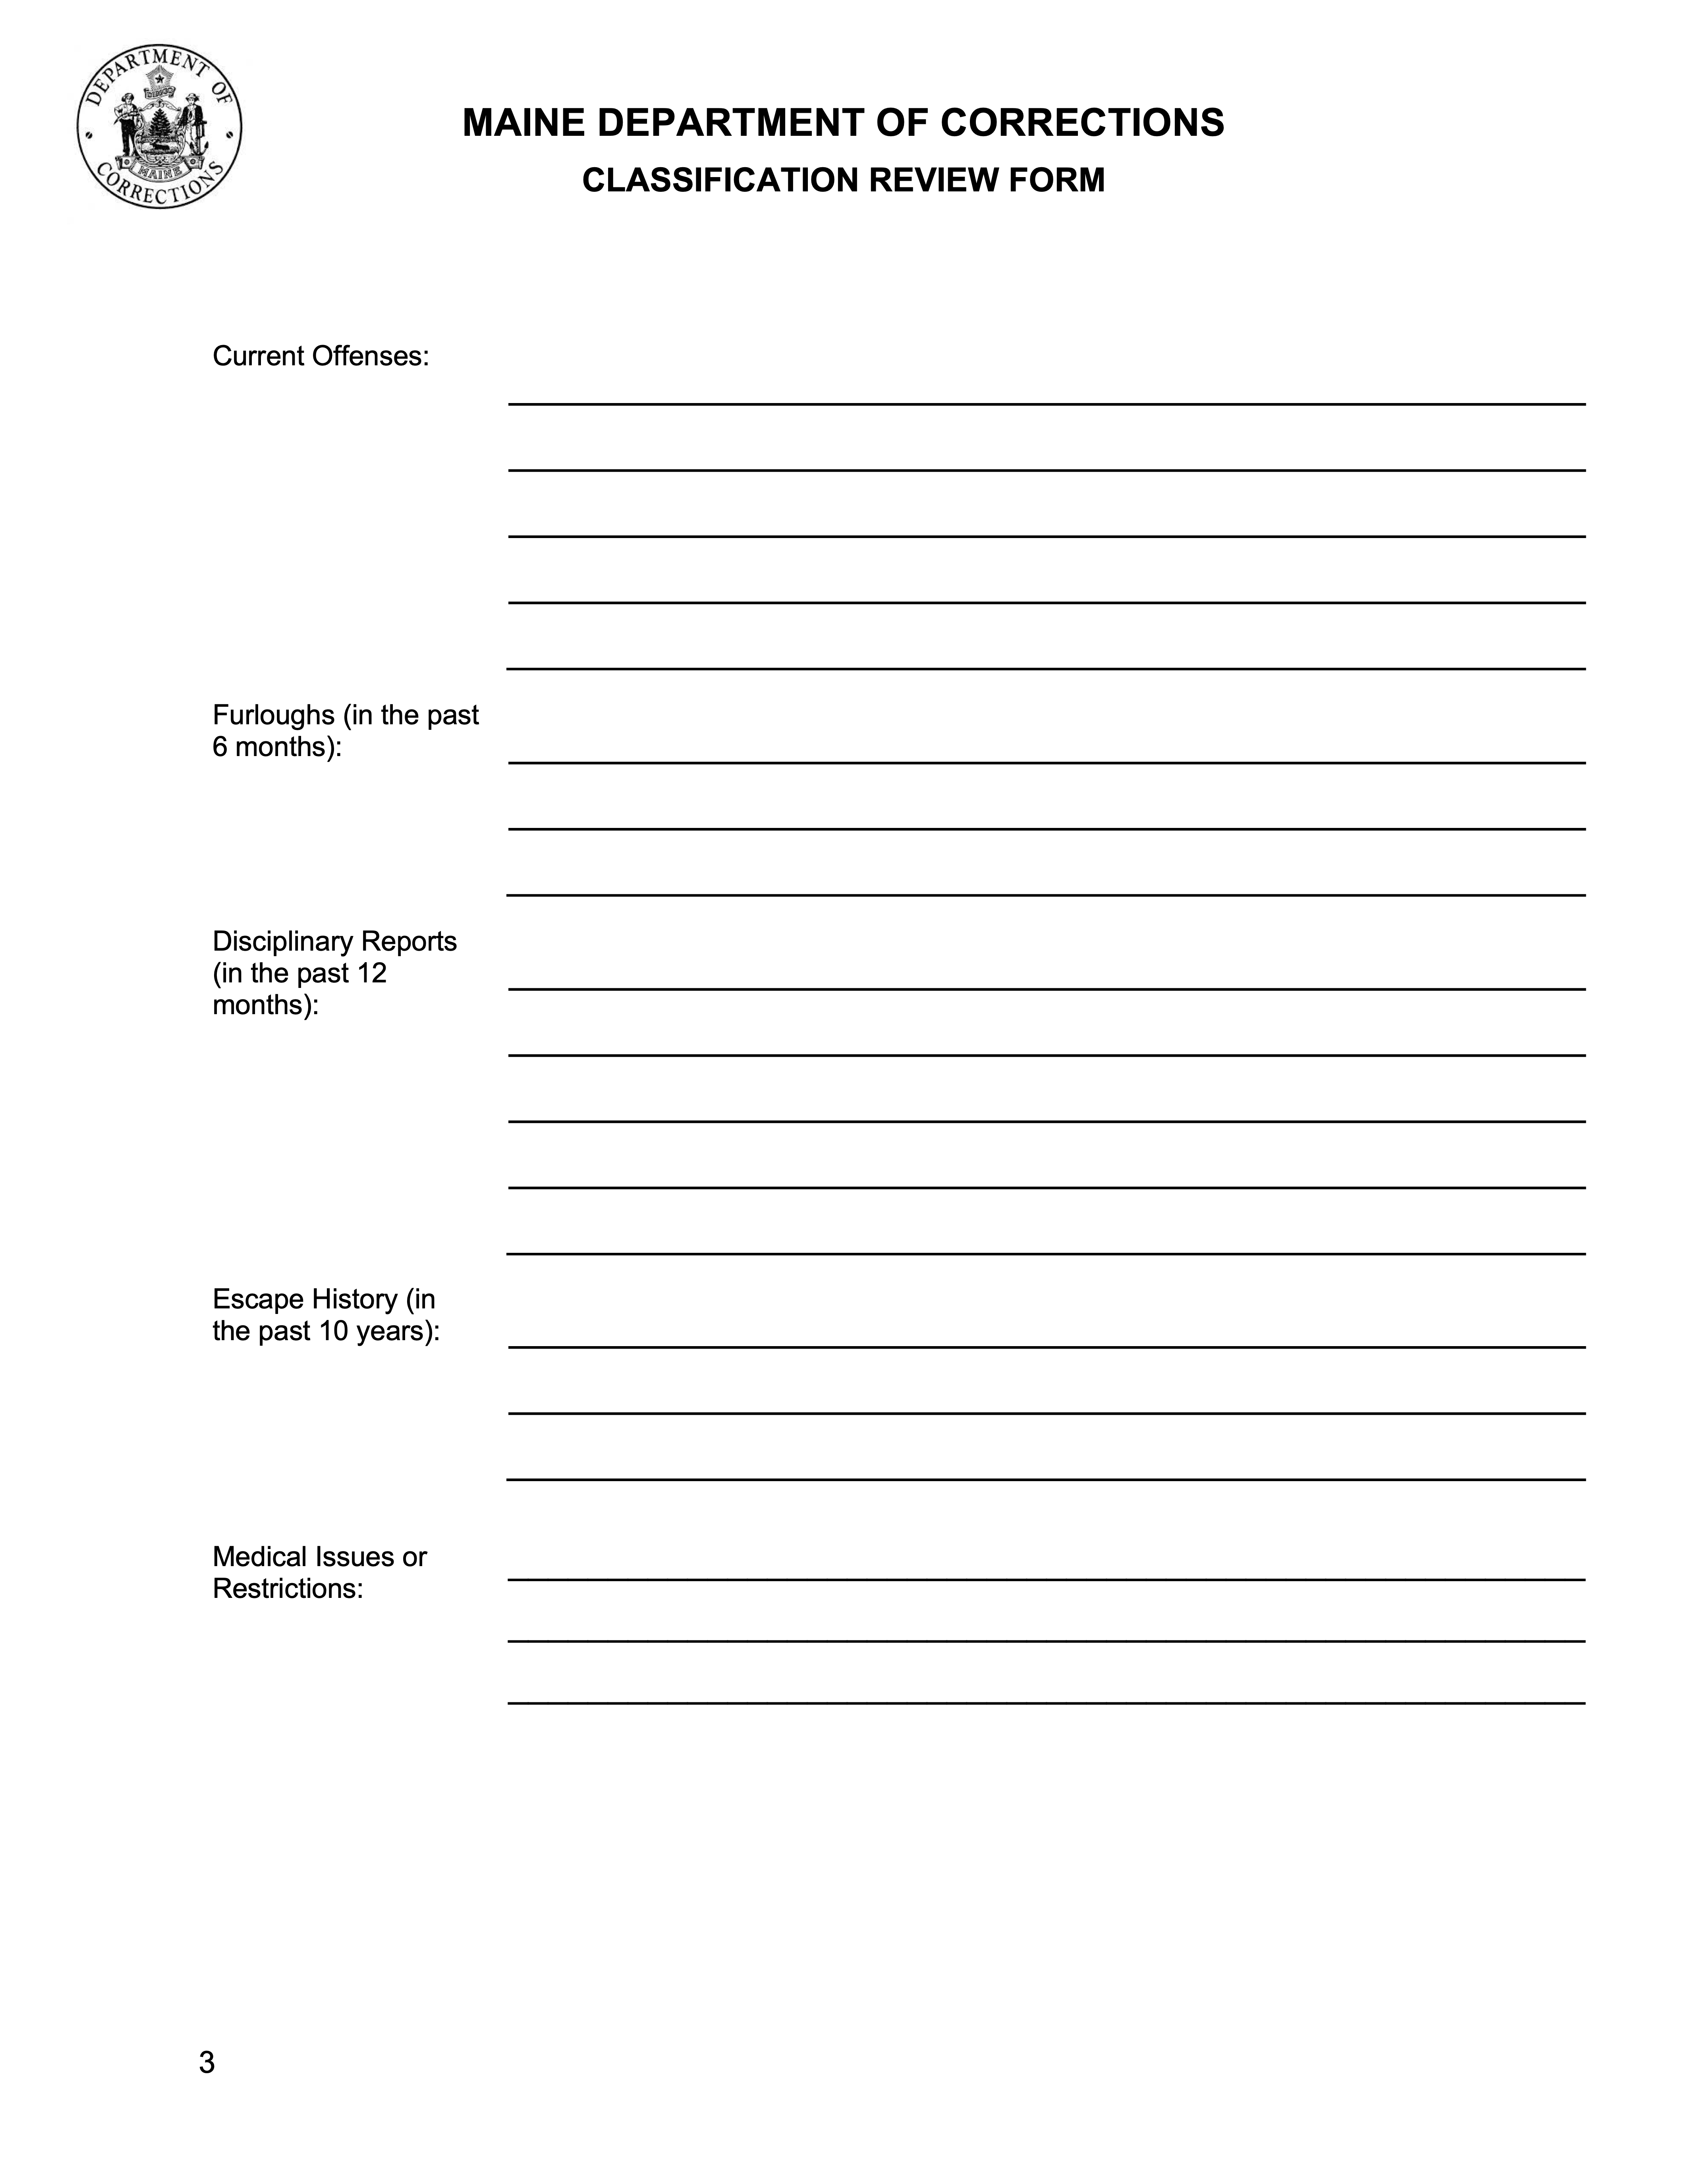 DEPARTMENT OF
CORRECTIONS
DIRIGO
MAINE
MAINE DEPARTMENT OF CORRECTIONS
CLASSIFICATION REVIEW FORM
Current Offenses:
Furloughs (in the past
6 months):
Disciplinary Reports
(in the past 12
months):
Escape History (in
the past 10 years):
Medical Issues or
Restrictions:
3